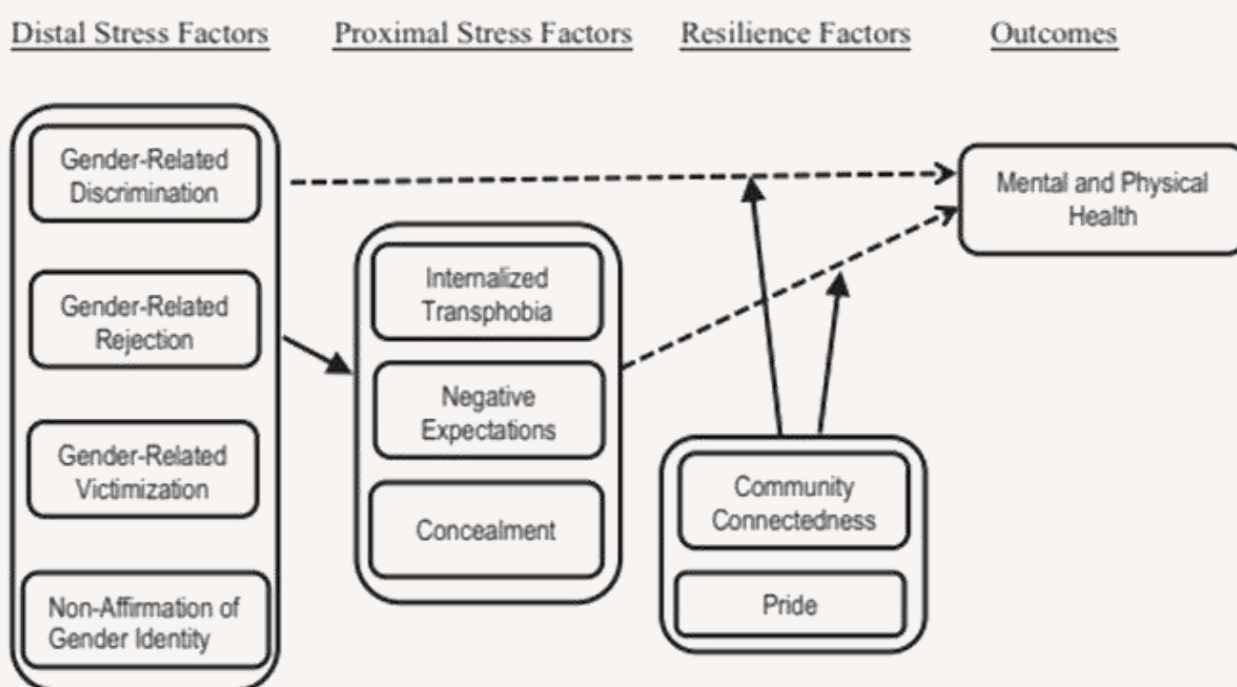 Distal Stress Factors
Proximal Stress Factors
Resilience Factors
Outcomes
Gender-Related
Discrimination
Gender-Related
Rejection
Gender-Related
Victimization
Non-Affirmation of
Gender Identity
Internalized
Transphobia
Negative
Expectations
Concealment
Community
Connectedness
Pride
Mental and Physical
Health